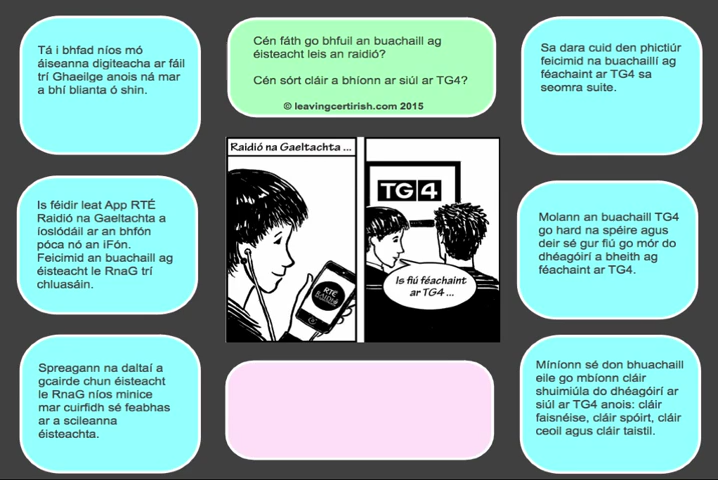 Tá i bhfad níos mó
áiseanna digiteacha ar fáil
trí Ghaeilge anois ná mar
a bhí blianta ó shin.
Cén fáth go bhfuil an buachaill ag
éisteacht leis an raidió?
Cén sórt cláir a bhíonn ar siúl ar TG4?
© leavingcertirish.com 2015
Sa dara cuid den phictiúr
feicimid na buachaillí ag
féachaint ar TG4 sa
seomra suite.
Is féidir leat App RTÉ
Raidió na Gaeltachta a
íoslódáil ar an bhfón
póca nó an iFón.
Feicimid an buachaill ag
éisteacht le RnaG trí
chluasáin.
Raidió na Gaeltachta ...
RTÉ
RAIDIÓ
TG4
Is fiú féachaint
ar TG4 ...
Molann an buachaill TG4
go hard na spéire agus
deir sé gur fiú go mór do
dhéagóirí a bheith ag
féachaint ar TG4.
Spreagann na daltaí a
gcairde chun éisteacht
le RnaG níos minice
mar cuirfidh sé feabhas
ar a scileanna
éisteachta.
Míníonn sé don bhuachaill
eile go mbíonn cláir
shuimiúla do dhéagóirí ar
siúl ar TG4 anois: cláir
faisnéise, cláir spóirt, cláir
ceoil agus cláir taistil.